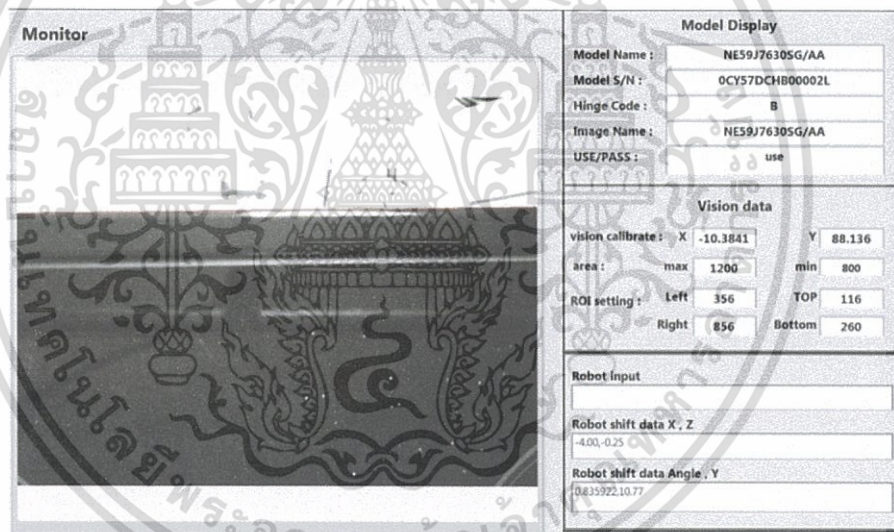 Monitor
Model Display
Model Name : NE59J7630SG/AA
Model S/N : 0CY57DCHB00002L
Hinge Code : B
Image Name : NE59J7630SG/AA
USE/PASS : use
Vision data
vision calibrate : X -10.3841 Y 88.136
area : max 1200 min 800
ROI setting : Left 356 TOP 116
Right 856 Bottom 260
Robot input
Robot shift data X , Z
-4.00,-0.25
Robot shift data Angle , Y
0.835922,10.77